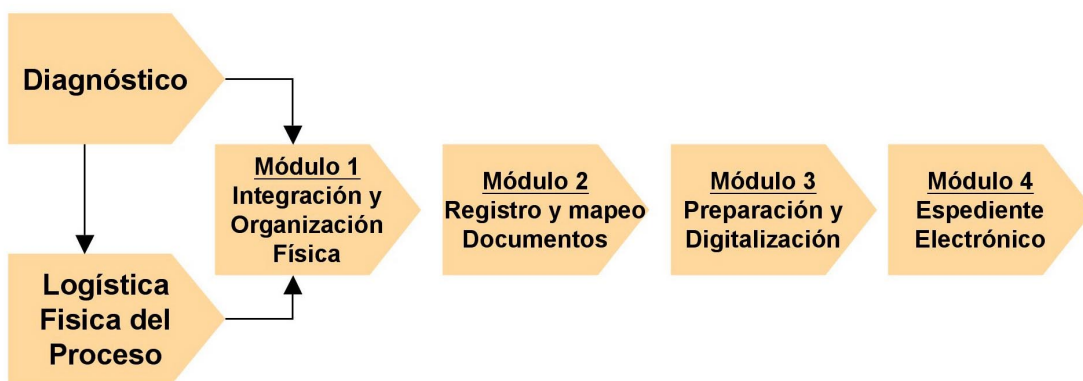 Diagnóstico
Logística
Fisica del
Proceso
Módulo 1
Integración y
Organización
Física
Módulo 2
Registro y mapeo
Documentos
Módulo 3
Preparación y
Digitalización
Módulo 4
Espediente
Electrónico